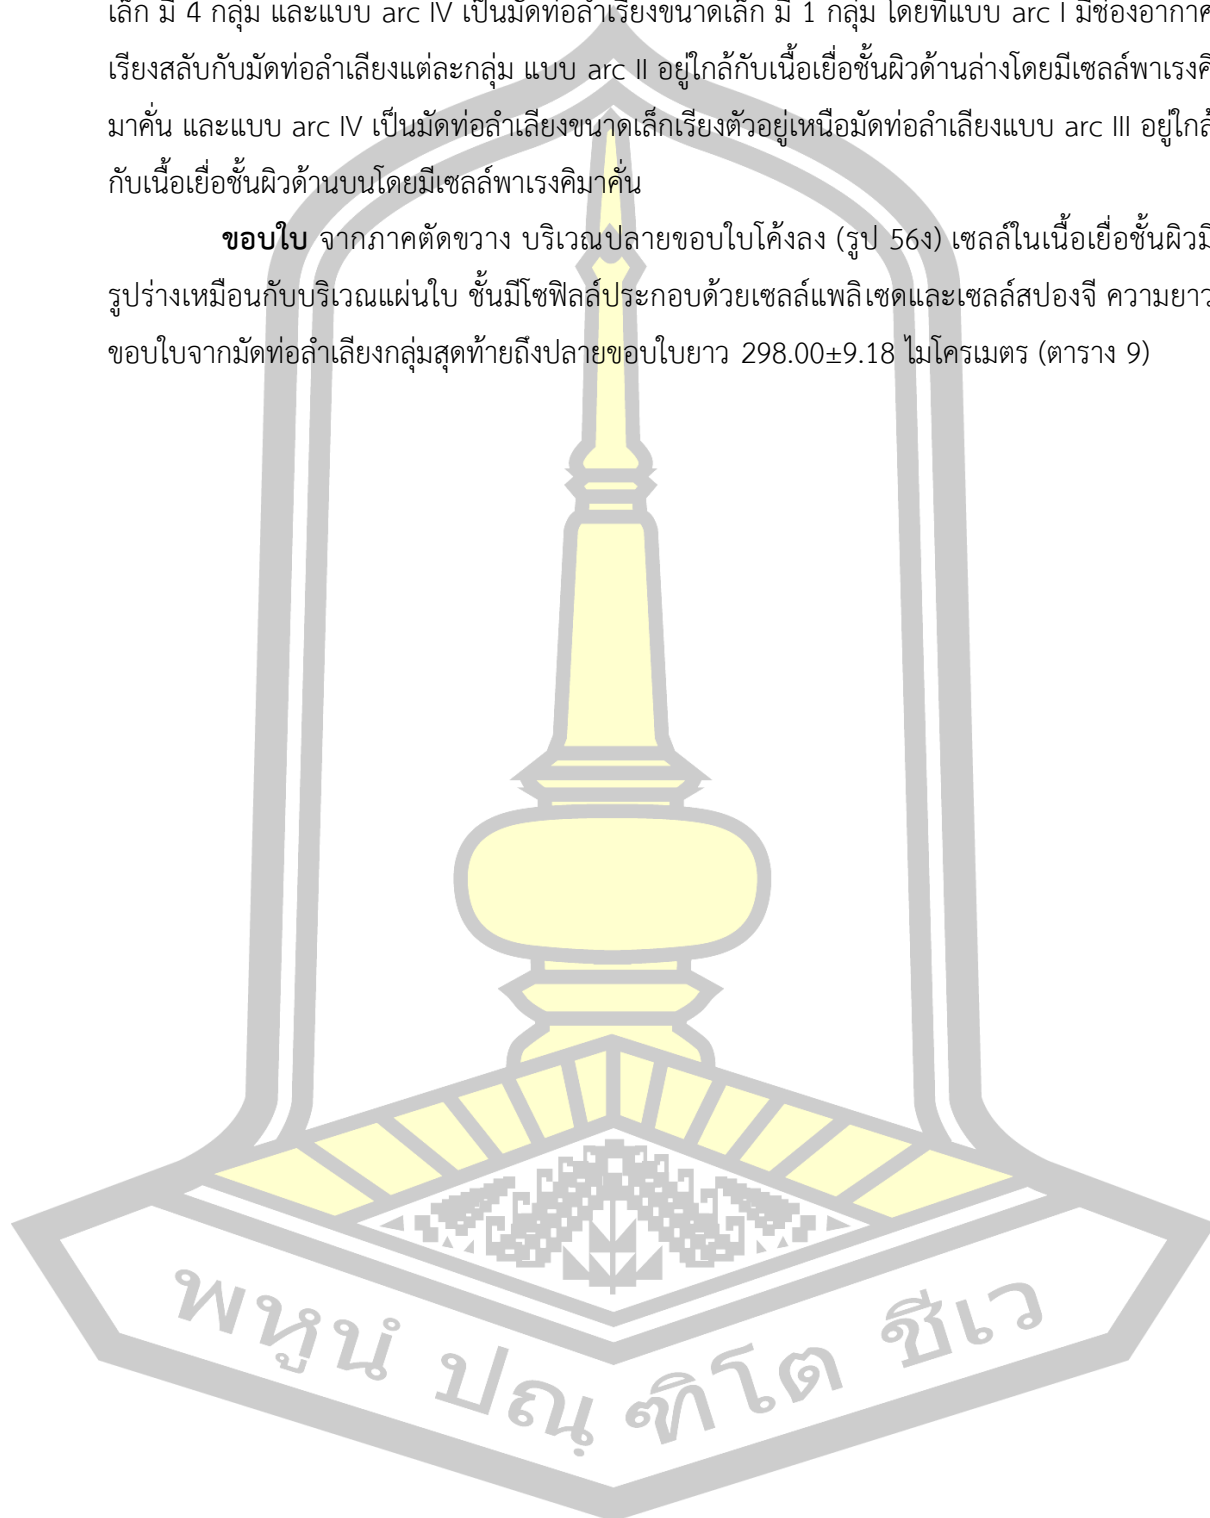 เล็ก มี 4 กลุ่ม และแบบ arc IV เป็นมัดท่อลำเรียงขนาดเล็ก มี 1 กลุ่ม โดยที่แบบ arc I มีช่องอากาศ
เรียงสลับกับมัดท่อลำเลียงแต่ละกลุ่ม แบบ arc II อยู่ใกล้กับเนื้อเยื่อชั้นผิวด้านล่างโดยมีเซลล์พาเรงคิ
มาคั่น และแบบ arc IV เป็นมัดท่อลำเลียงขนาดเล็กเรียงตัวอยู่เหนือมัดท่อลำเลียงแบบ arc III อยู่ใกล้
กับเนื้อเยื่อชั้นผิวด้านบนโดยมีเซลล์พาเรงคิมาคั่น
ขอบใบ จากภาคตัดขวาง บริเวณปลายขอบใบโค้งลง (รูป 56ง) เซลล์ในเนื้อเยื่อชั้นผิวมี
รูปร่างเหมือนกับบริเวณแผ่นใบ ชั้นมีโซฟิลล์ประกอบด้วยเซลล์แพลิเซดและเซลล์สปองจี ความยาว
ขอบใบจากมัดท่อลำเลียงกลุ่มสุดท้ายถึงปลายขอบใบยาว 298.00±9.18 ไมโครเมตร (ตาราง 9)
พหูนํ ปณฺฑิโต ชีเว